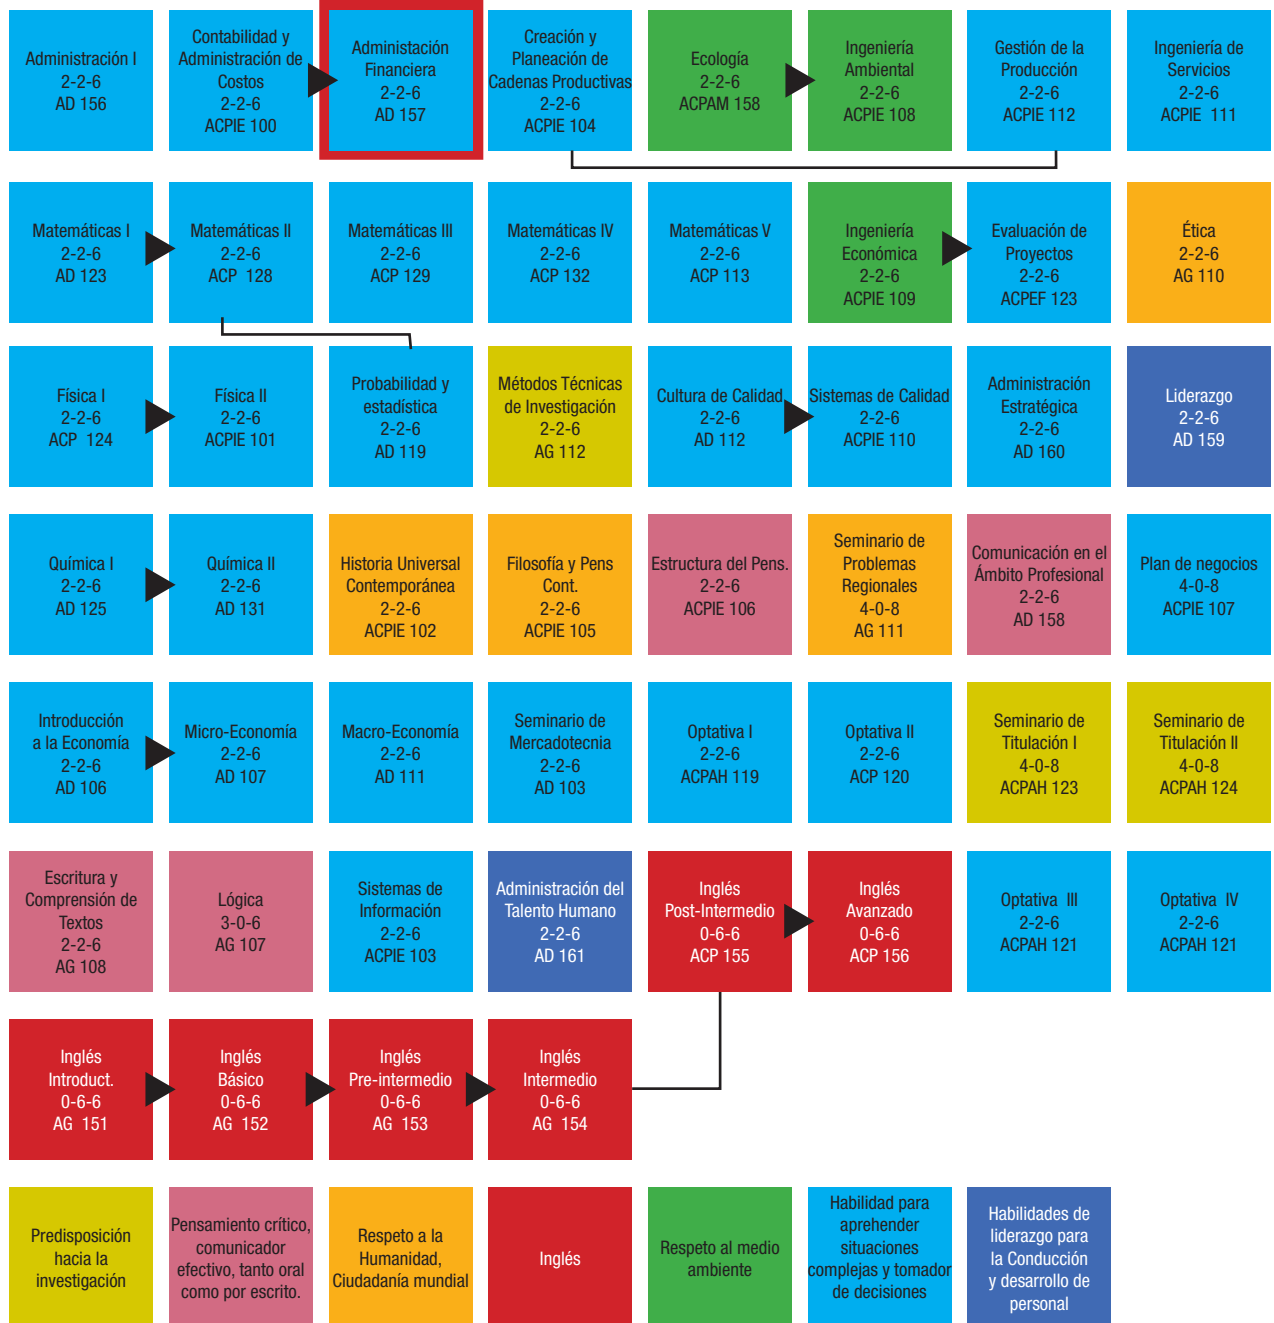 Administración I
2-2-6
AD 156
Contabilidad y
Administración de
Costos
2-2-6
ACPIE 100
Administación
Financiera
2-2-6
AD 157
Creación y
Planeación de
Cadenas Productivas
2-2-6
ACPIE 104
Ecología
2-2-6
ACPAM 158
Ingeniería
Ambiental
2-2-6
ACPIE 108
Gestión de la
Producción
2-2-6
ACPIE 112
Ingeniería de
Servicios
2-2-6
ACPIE 111
Matemáticas I
2-2-6
AD 123
Matemáticas II
2-2-6
ACP 128
Matemáticas III
2-2-6
ACP 129
Matemáticas IV
2-2-6
ACP 132
Matemáticas V
2-2-6
ACP 113
Ingeniería
Económica
2-2-6
ACPIE 109
Evaluación de
Proyectos
2-2-6
ACPEF 123
Ética
2-2-6
AG 110
Física I
2-2-6
ACP 124
Física II
2-2-6
ACPIE 101
Probabilidad y
estadística
2-2-6
AD 119
Métodos Técnicas
de Investigación
2-2-6
AG 112
Cultura de Calidad
2-2-6
AD 112
Sistemas de Calidad
2-2-6
ACPIE 110
Administración
Estratégica
2-2-6
AD 160
Liderazgo
2-2-6
AD 159
Química I
2-2-6
AD 125
Química II
2-2-6
AD 131
Historia Universal
Contemporánea
2-2-6
ACPIE 102
Filosofía y Pens
Cont.
2-2-6
ACPIE 105
Estructura del Pens.
2-2-6
ACPIE 106
Seminario de
Problemas
Regionales
4-0-8
AG 111
Comunicación en el
Ámbito Profesional
2-2-6
AD 158
Plan de negocios
4-0-8
ACPIE 107
Introducción
a la Economía
2-2-6
AD 106
Micro-Economía
2-2-6
AD 107
Macro-Economía
2-2-6
AD 111
Seminario de
Mercadotecnia
2-2-6
AD 103
Optativa I
2-2-6
ACPAH 119
Optativa II
2-2-6
ACP 120
Seminario de
Titulación I
4-0-8
ACPAH 123
Seminario de
Titulación II
4-0-8
ACPAH 124
Escritura y
Comprensión de
Textos
2-2-6
AG 108
Lógica
3-0-6
AG 107
Sistemas de
Información
2-2-6
ACPIE 103
Administración del
Talento Humano
2-2-6
AD 161
Inglés
Post-Intermedio
0-6-6
ACP 155
Inglés
Avanzado
0-6-6
ACP 156
Optativa III
2-2-6
ACPAH 121
Optativa IV
2-2-6
ACPAH 121
Inglés
Introduct.
0-6-6
AG 151
Inglés
Básico
0-6-6
AG 152
Inglés
Pre-intermedio
0-6-6
AG 153
Inglés
Intermedio
0-6-6
AG 154
Predisposición
hacia la
investigación
Pensamiento crítico,
comunicador
efectivo, tanto oral
como por escrito.
Respeto a la
Humanidad,
Ciudadanía mundial
Inglés
Respeto al medio
ambiente
Habilidad para
aprehender
situaciones
complejas y tomador
de decisiones
Habilidades de
liderazgo para
la Conducción
y desarrollo de
personal